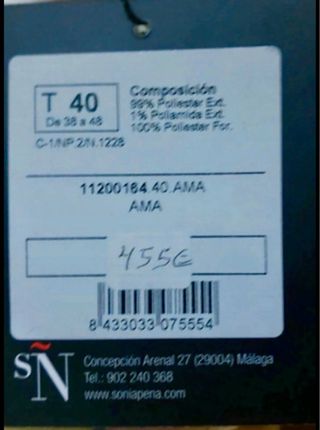 T 40
De 38 a 48
Composición
99% Poliester Ext.
1% Poliamida Ext.
100% Poliester For.
C-1/NP.2/N.1228
11200164.40.AMA
AMA
455€
8 433033 075554
SÑ
Concepción Arenal 27 (29004) Málaga
Tel.: 902 240 368
www.soniapena.com